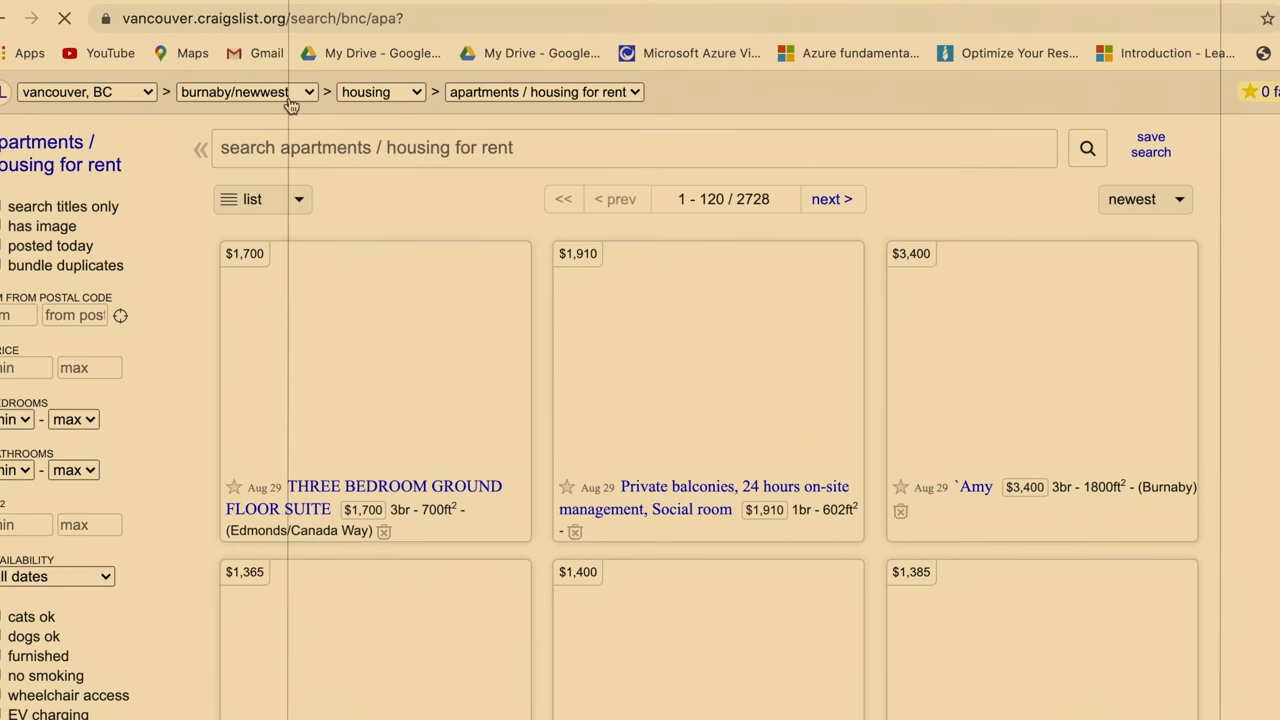 vancouver.craigslist.org/search/bnc/apa?
Apps YouTube Maps Gmail My Drive - Google... My Drive - Google... Microsoft Azure Vi... Azure fundamenta... Optimize Your Res... Introduction - Lea...
L vancouver, BC > burnaby/newwest > housing > apartments / housing for rent 0 fa
partments /
ousing for rent
« search apartments / housing for rent
save
search
search titles only
has image
posted today
bundle duplicates
list << < prev 1 - 120 / 2728 next > newest
M FROM POSTAL CODE
m from post
RICE
min max
EDROOMS
min - max
ATHROOMS
min - max
2
min max
AILABILITY
ll dates
cats ok
dogs ok
furnished
no smoking
wheelchair access
EV charging
$1,700
Aug 29 THREE BEDROOM GROUND
FLOOR SUITE $1,700 3br - 700ft2 -
(Edmonds/Canada Way)
$1,910
Aug 29 Private balconies, 24 hours on-site
management, Social room $1,910 1br - 602ft2
-
$3,400
Aug 29 `Amy $3,400 3br - 1800ft2 - (Burnaby)
$1,365
$1,400
$1,385